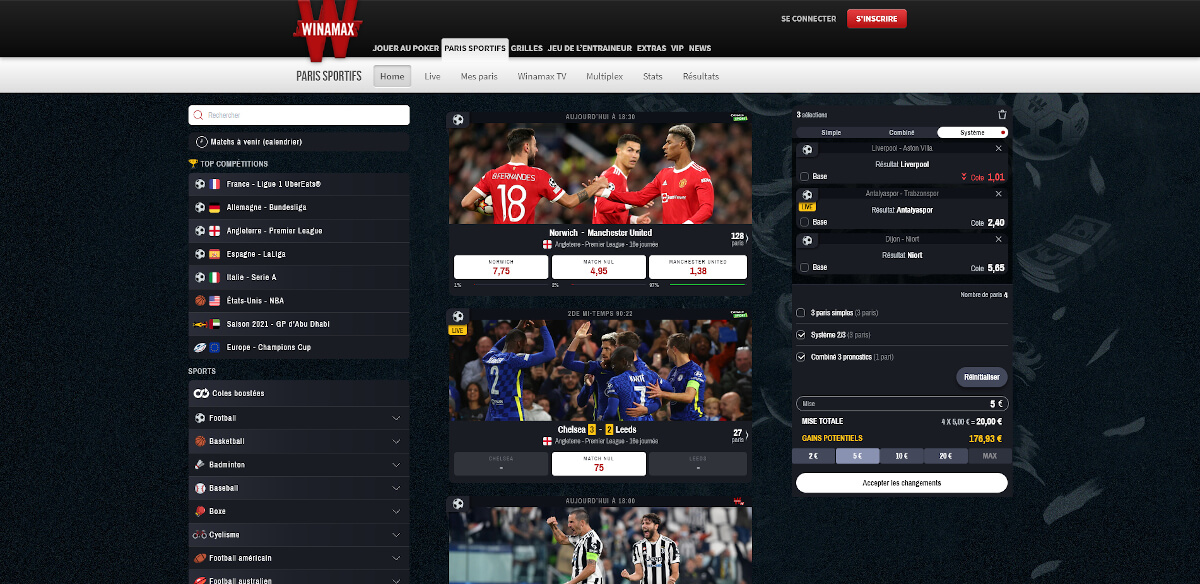 WINAMAX
SE CONNECTER
S'INSCRIRE
JOUER AU POKER
PARIS SPORTIFS
GRILLES
JEU DE L'ENTRAINEUR
EXTRAS
VIP
NEWS
PARIS SPORTIFS
Home
Live
Mes paris
Winamax TV
Multiplex
Stats
Résultats
Rechercher
Matchs à venir (calendrier)
TOP COMPÉTITIONS
France - Ligue 1 UberEats®
Allemagne - Bundesliga
Angleterre - Premier League
Espagne - LaLiga
Italie - Serie A
États-Unis - NBA
Saison 2021 - GP d'Abu Dhabi
Europe - Champions Cup
SPORTS
Cotes boostées
Football
Basketball
Badminton
Baseball
Boxe
Cyclisme
Football américain
Football australien
AUJOURD'HUI À 18:30
B.FERNANDES
18
Norwich - Manchester United
Angleterre - Premier League - 16e journée
128
paris
NORWICH
7,75
MATCH NUL
4,95
MANCHESTER UNITED
1,38
1%
97%
2DE MI-TEMPS 90:22
LIVE
2
KANTÉ
7
Chelsea 3 - 2 Leeds
Angleterre - Premier League - 16e journée
27
paris
CHELSEA
-
MATCH NUL
75
LEEDS
-
AUJOURD'HUI À 18:00
3 sélections
Simple
Combiné
Système
Liverpool - Aston Villa
Résultat Liverpool
Base
Cote 1,01
Antalyaspor - Trabzonspor
LIVE
Résultat Antalyaspor
Base
Cote 2,40
Dijon - Niort
Résultat Niort
Base
Cote 5,65
Nombre de paris 4
3 paris simples (3 paris)
Système 2/3 (3 paris)
Combiné 3 pronostics (1 pari)
Réinitialiser
Mise
5 €
MISE TOTALE
4 X 5,00 € = 20,00 €
GAINS POTENTIELS
176,93 €
2 €
5 €
10 €
20 €
MAX
Accepter les changements